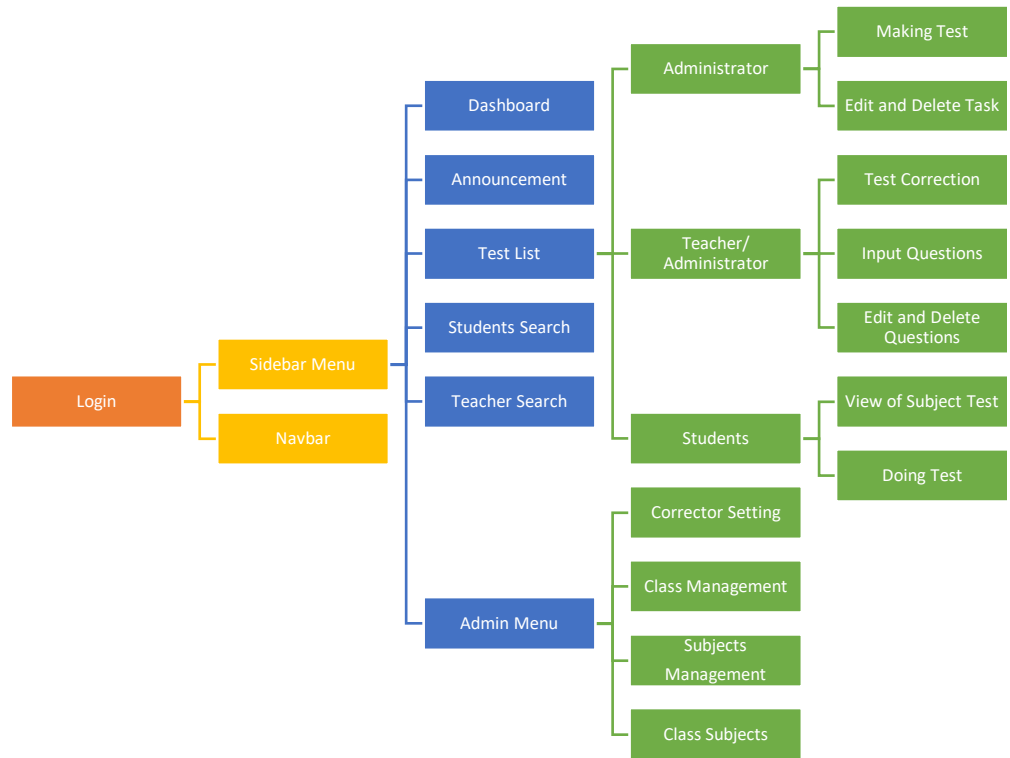 Login
Sidebar Menu
Navbar
Dashboard
Announcement
Test List
Students Search
Teacher Search
Admin Menu
Administrator
Teacher/
Administrator
Students
Corrector Setting
Class Management
Subjects
Management
Class Subjects
Making Test
Edit and Delete Task
Test Correction
Input Questions
Edit and Delete
Questions
View of Subject Test
Doing Test